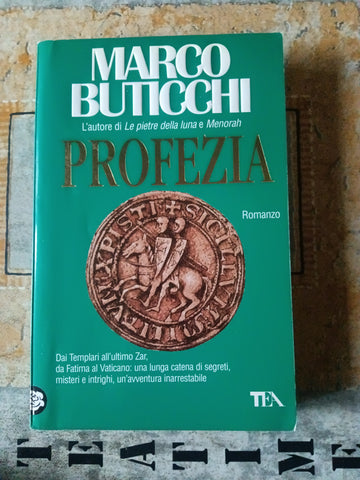 MARCO
BUTICCHI
L'autore di Le pietre della luna e Menorah
PROFEZIA
Romanzo
Dai Templari all'ultimo Zar,
da Fatima al Vaticano: una lunga catena di segreti,
misteri e intrighi, un'avventura inarrestabile
TEA
TEATIME